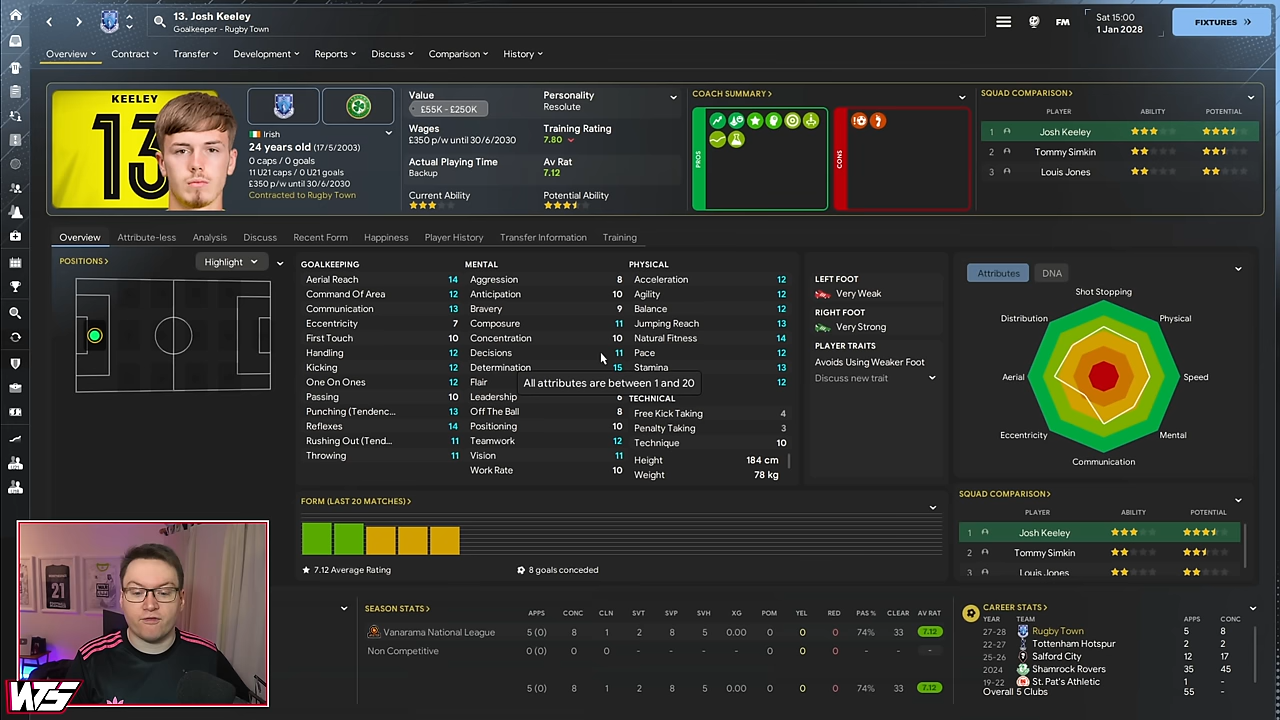 13. Josh Keeley
Goalkeeper - Rugby Town
FM
Sat 15:00
1 Jan 2028
FIXTURES
Overview Contract Transfer Development Reports Discuss Comparison History
KEELEY
13
Irish
24 years old (17/5/2003)
0 caps / 0 goals
11 U21 caps / 0 U21 goals
£350 p/w until 30/6/2030
Contracted to Rugby Town
Value
£55K - £250K
Personality
Resolute
Wages
£350 p/w until 30/6/2030
Training Rating
7.80
Actual Playing Time
Backup
Av Rat
7.12
Current Ability
Potential Ability
COACH SUMMARY >
PROS
CONS
SQUAD COMPARISON >
PLAYER ABILITY POTENTIAL
1 Josh Keeley
2 Tommy Simkin
3 Louis Jones
Overview Attribute-less Analysis Discuss Recent Form Happiness Player History Transfer Information Training
POSITIONS >
Highlight
GOALKEEPING
Aerial Reach 14
Command Of Area 12
Communication 13
Eccentricity 7
First Touch 10
Handling 12
Kicking 12
One On Ones 12
Passing 10
Punching (Tendenc... 13
Reflexes 14
Rushing Out (Tend... 11
Throwing 11
MENTAL
Aggression 8
Anticipation 10
Bravery 9
Composure 11
Concentration 10
Decisions 11
Determination 15
Flair
Leadership 6
Off The Ball 8
Positioning 10
Teamwork 12
Vision 11
Work Rate 10
All attributes are between 1 and 20
PHYSICAL
Acceleration 12
Agility 12
Balance 12
Jumping Reach 13
Natural Fitness 14
Pace 12
Stamina 13
12
TECHNICAL
Free Kick Taking 4
Penalty Taking 3
Technique 10
Height 184 cm
Weight 78 kg
LEFT FOOT
Very Weak
RIGHT FOOT
Very Strong
PLAYER TRAITS
Avoids Using Weaker Foot
Discuss new trait
Attributes DNA
Shot Stopping
Physical
Speed
Mental
Communication
Eccentricity
Aerial
Distribution
FORM (LAST 20 MATCHES) >
7.12 Average Rating
8 goals conceded
SQUAD COMPARISON >
PLAYER ABILITY POTENTIAL
1 Josh Keeley
2 Tommy Simkin
3 Louis Jones
21
SEASON STATS > APPS CONC CLN SVT SVP SVH XG POM YEL RED PAS % CLEAR AV RAT
Vanarama National League 5 (0) 8 1 2 8 5 0.00 0 0 0 74% 33 7.12
Non Competitive 0 (0) 0 - - - - - 0 0 0 - - -
5 (0) 8 1 2 8 5 0.00 0 0 0 74% 33 7.12
CAREER STATS >
YEAR TEAM APPS CONC
27-28 Rugby Town 5 8
22-27 Tottenham Hotspur 2 2
25-26 Salford City 12 17
2024 Shamrock Rovers 35 45
19-22 St. Pat's Athletic 1 -
Overall 5 Clubs 55 -
WTS